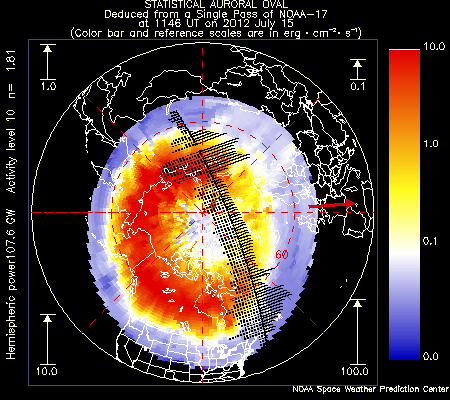 STATISTICAL AURORAL OVAL
Deduced from a Single Pass of NOAA-17
at 1146 UT on 2012 July 15
(Color bar and reference scales are in erg · cm⁻² · s⁻¹)
Hemispheric power107.6 GW Activity level 10 n= 1.81
1.0
0.1
60
10.0
100.0
10.0
1.0
0.1
0.0
NOAA Space Weather Prediction Center